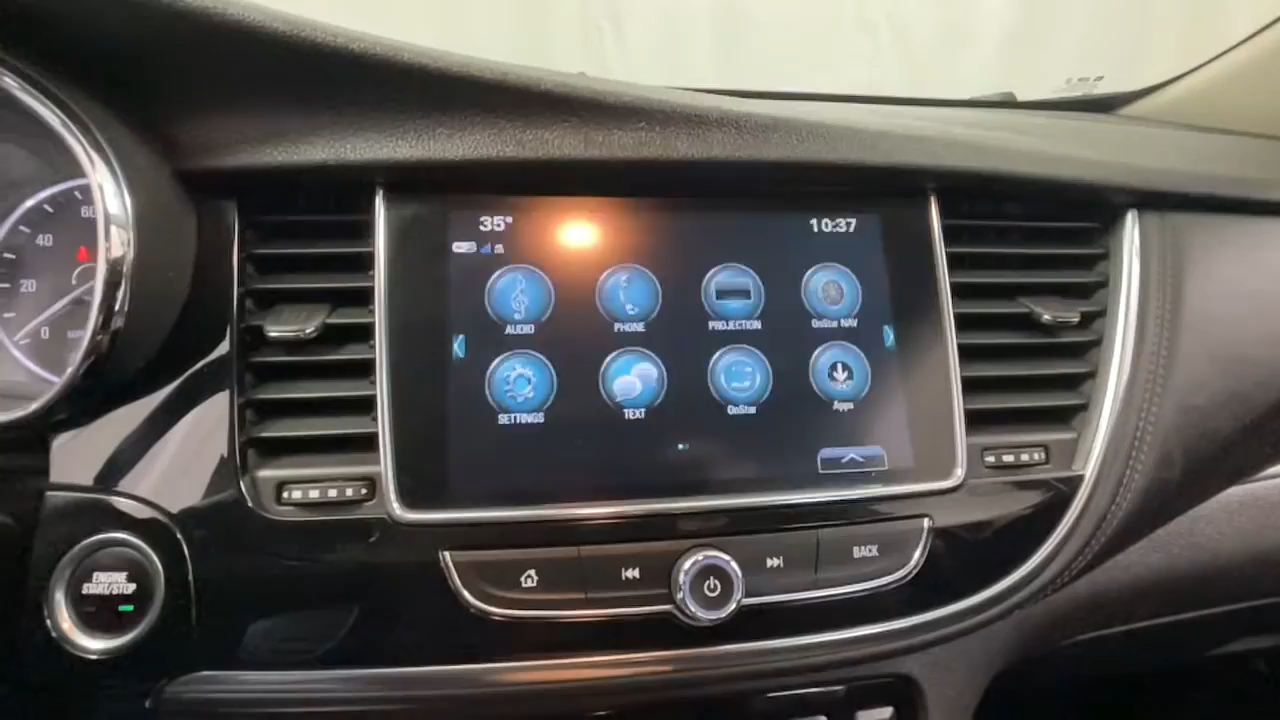 60
40
20
0
35°
10:37
AUDIO
PHONE
PROJECTION
OnStar NAV
SETTINGS
TEXT
OnStar
Apps
BACK
ENGINE
START/STOP